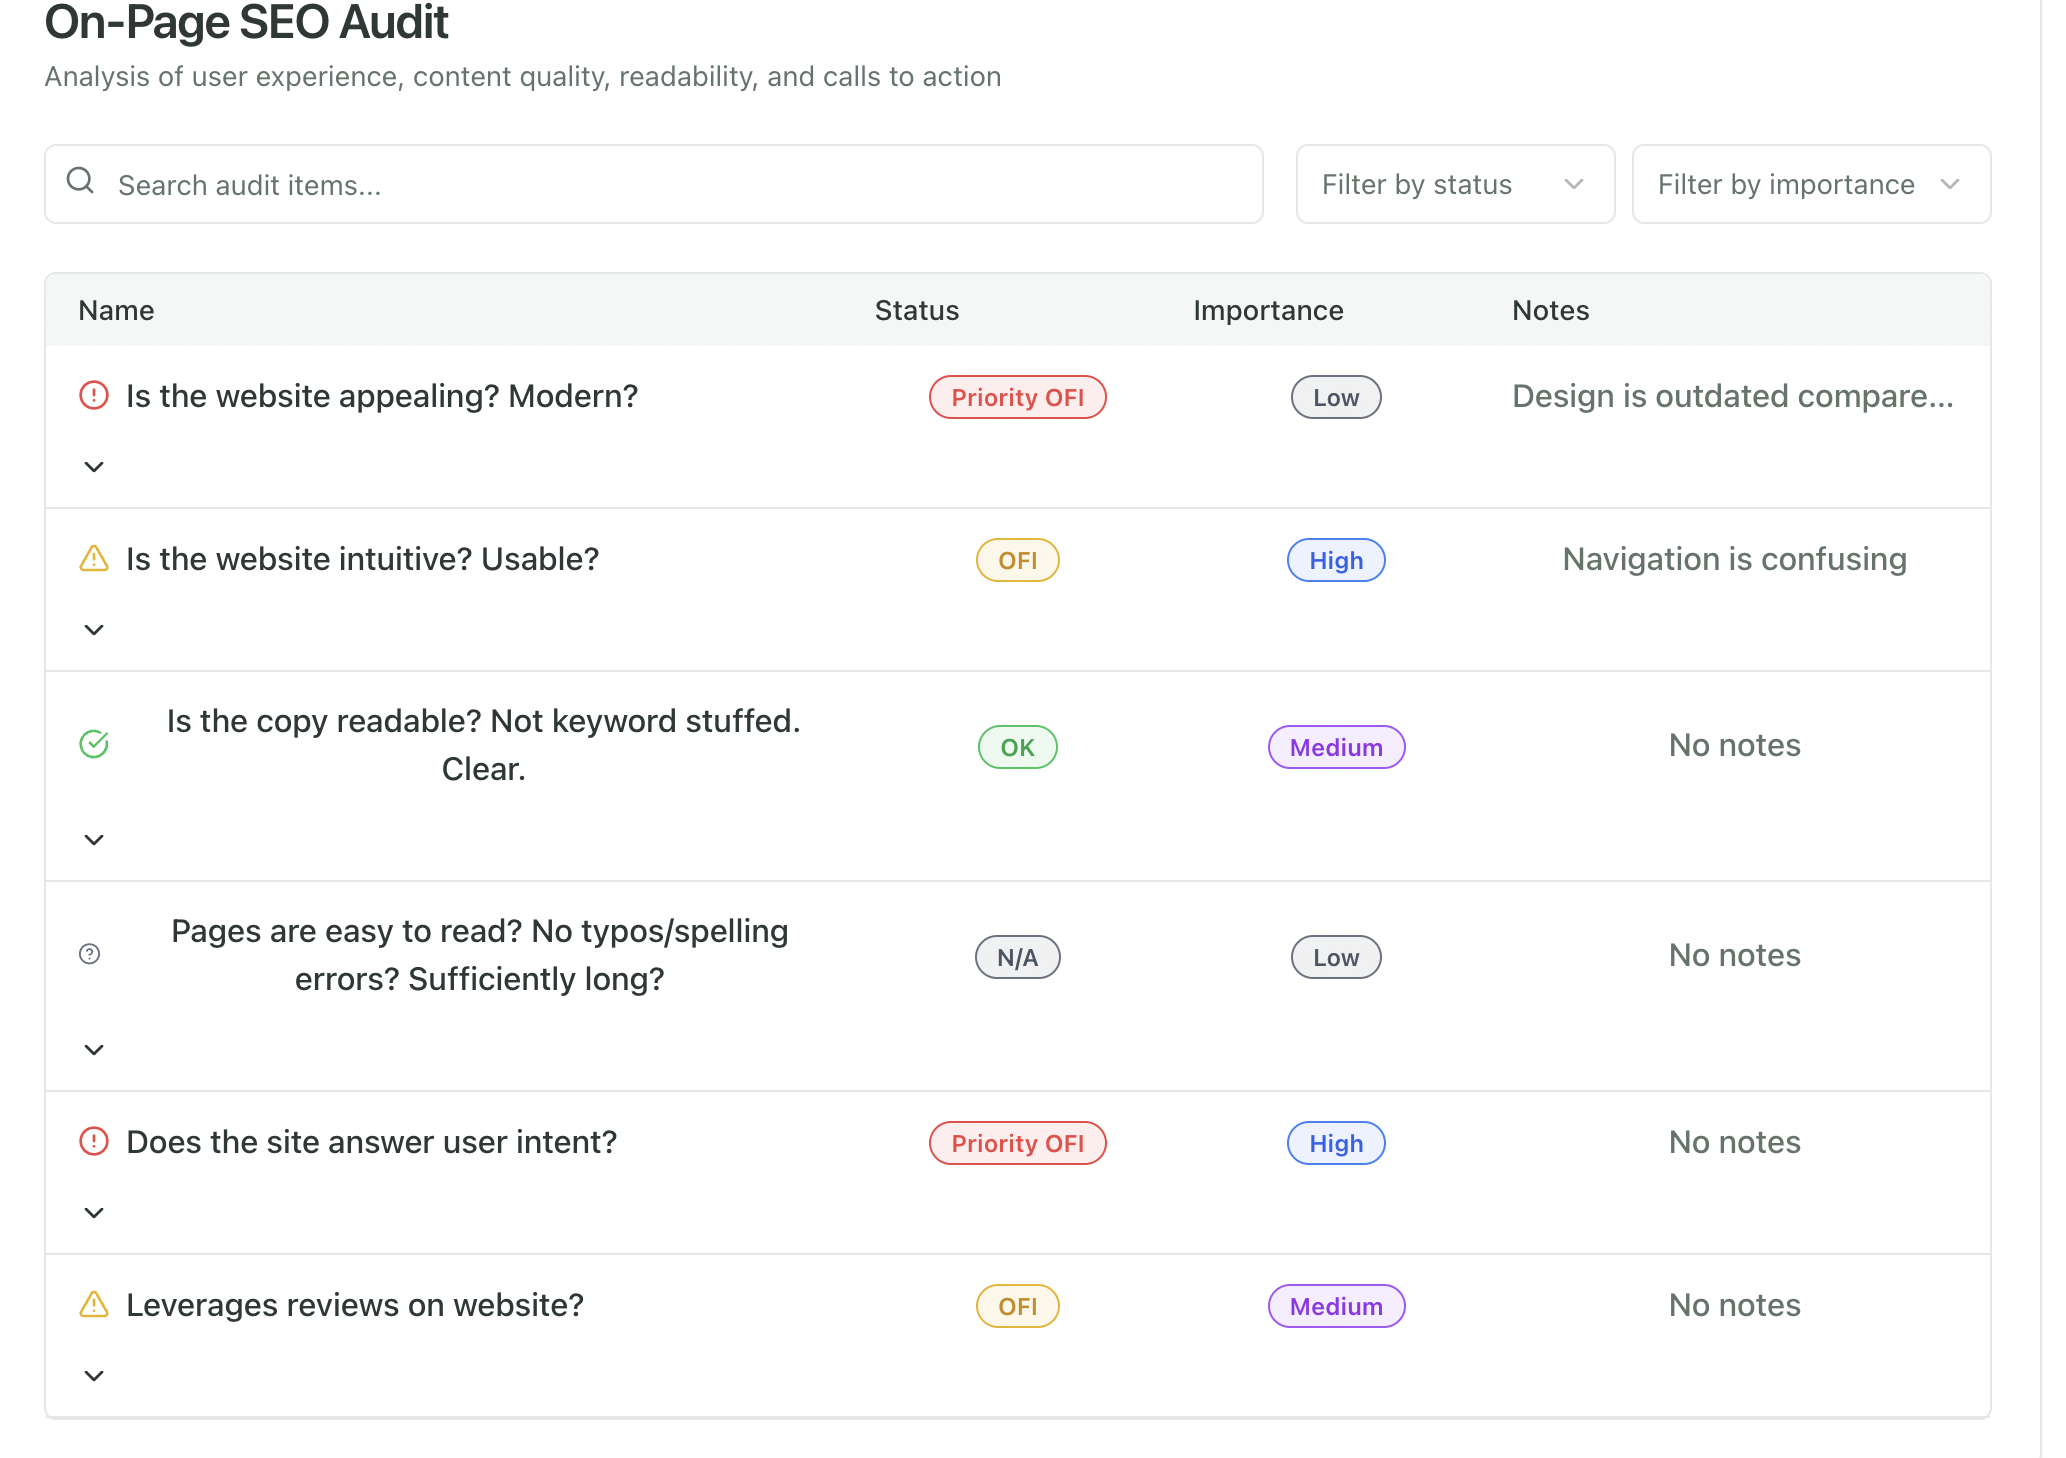 On-Page SEO Audit
Analysis of user experience, content quality, readability, and calls to action
Search audit items...
Filter by status
Filter by importance
Name Status Importance Notes
Is the website appealing? Modern? Priority OFI Low Design is outdated compare...
Is the website intuitive? Usable? OFI High Navigation is confusing
Is the copy readable? Not keyword stuffed.
Clear.
OK Medium No notes
Pages are easy to read? No typos/spelling
errors? Sufficiently long?
N/A Low No notes
Does the site answer user intent? Priority OFI High No notes
Leverages reviews on website? OFI Medium No notes